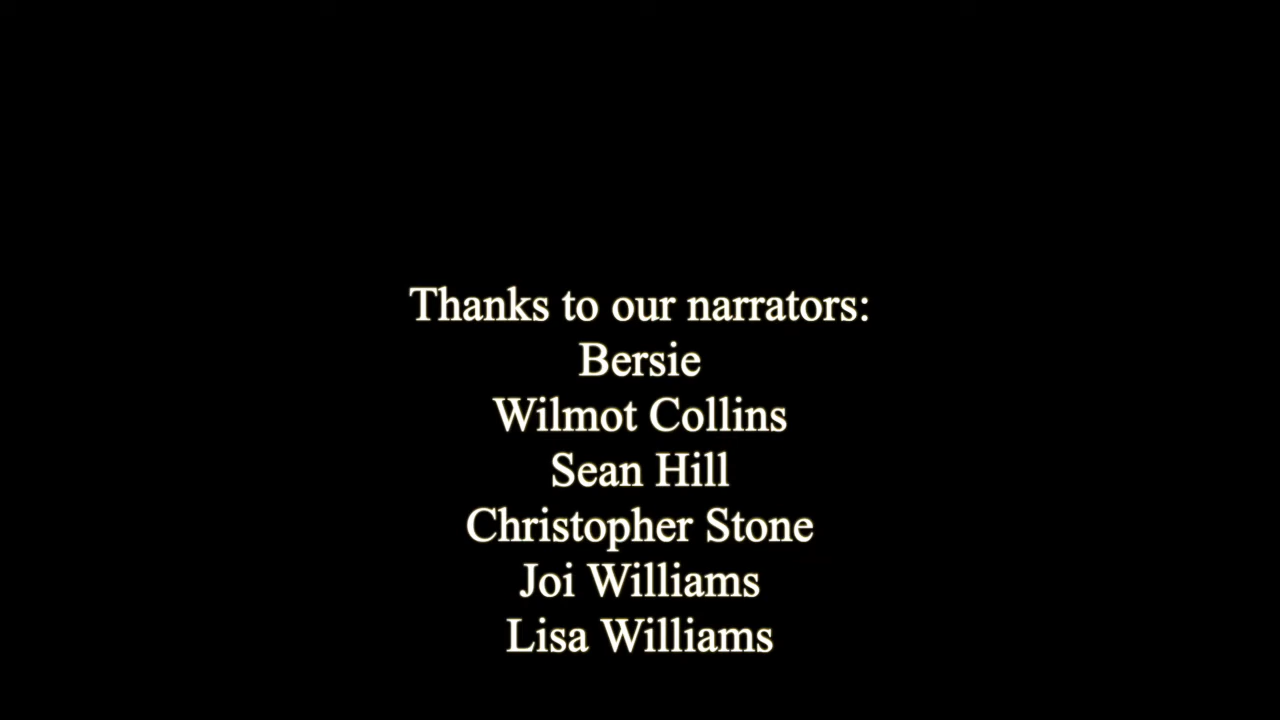 Thanks to our narrators:
Bersie
Wilmot Collins
Sean Hill
Christopher Stone
Joi Williams
Lisa Williams